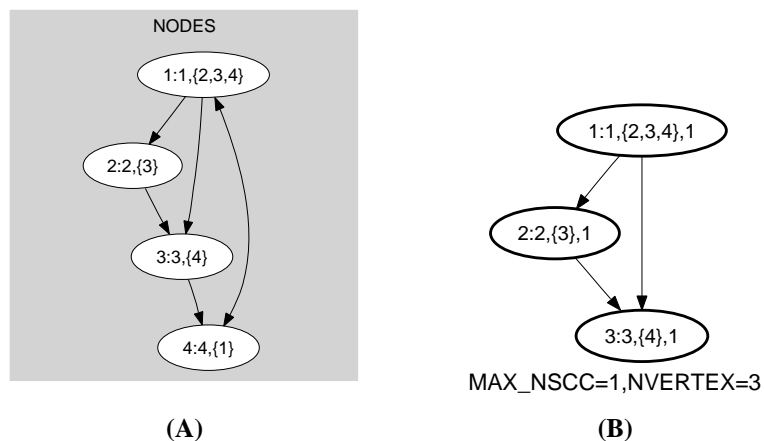 NODES
1:1,{2,3,4}
2:2,{3}
3:3,{4}
4:4,{1}
(A)
1:1,{2,3,4},1
2:2,{3},1
3:3,{4},1
MAX_NSCC=1,NVERTEX=3
(B)